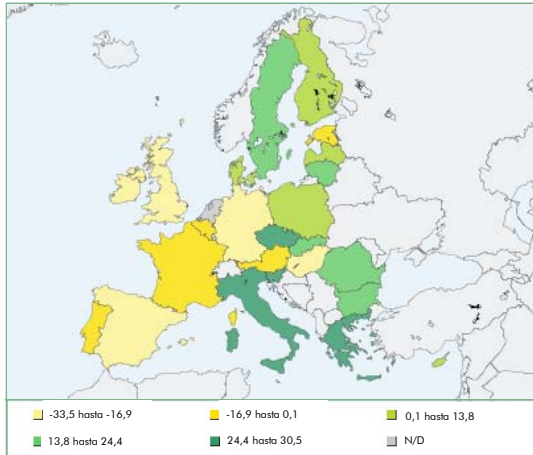 -33,5 hasta -16,9
-16,9 hasta 0,1
0,1 hasta 13,8
13,8 hasta 24,4
24,4 hasta 30,5
N/D